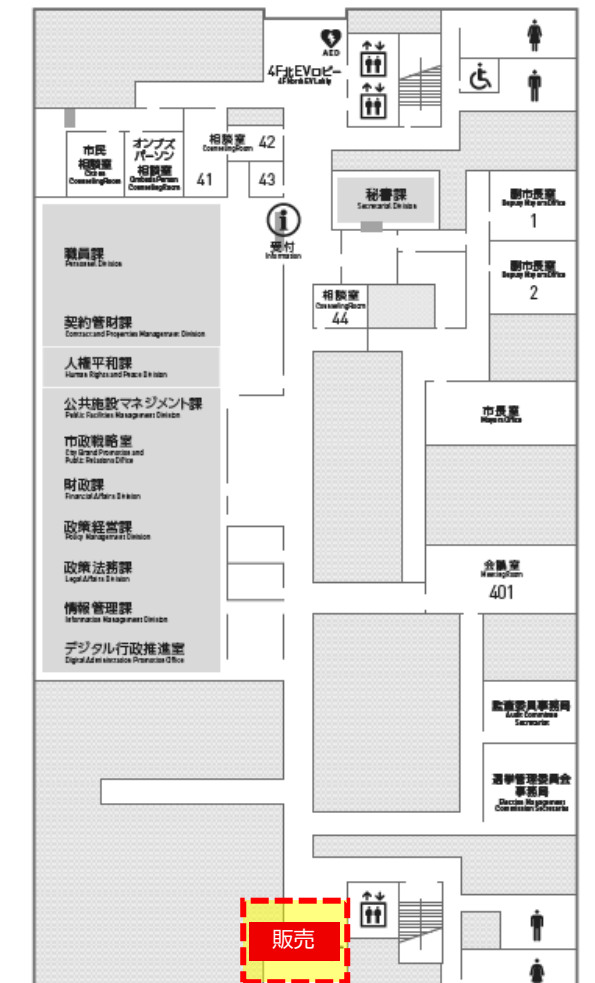 AED
4F北EVロビー
4F North EV Lobby
市民
相談室
Citizen
Counseling Room
オンブズ
パーソン
相談室
Ombuds Person
Counseling Room
41
相談室
Counseling Room
42
43
受付
Information
秘書課
Secretarial Division
副市長室
Deputy Mayors Office
1
副市長室
Deputy Mayors Office
2
相談室
Counseling Room
44
職員課
Personnel Division
契約管財課
Contract and Properties Management Division
人権平和課
Human Rights and Peace Division
公共施設マネジメント課
Public Facilities Management Division
市政戦略室
City Grand Promotion and
Public Relations Office
財政課
Financial Affairs Division
政策経営課
Policy Management Division
政策法務課
Legal Affairs Division
情報管理課
Information Management Division
デジタル行政推進室
Digital Administration Promotion Office
市長室
Mayors Office
会議室
Meeting Room
401
監査委員事務局
Audit Committee
Secretariat
選挙管理委員会
事務局
Election Management
Commission Secretariat
販売